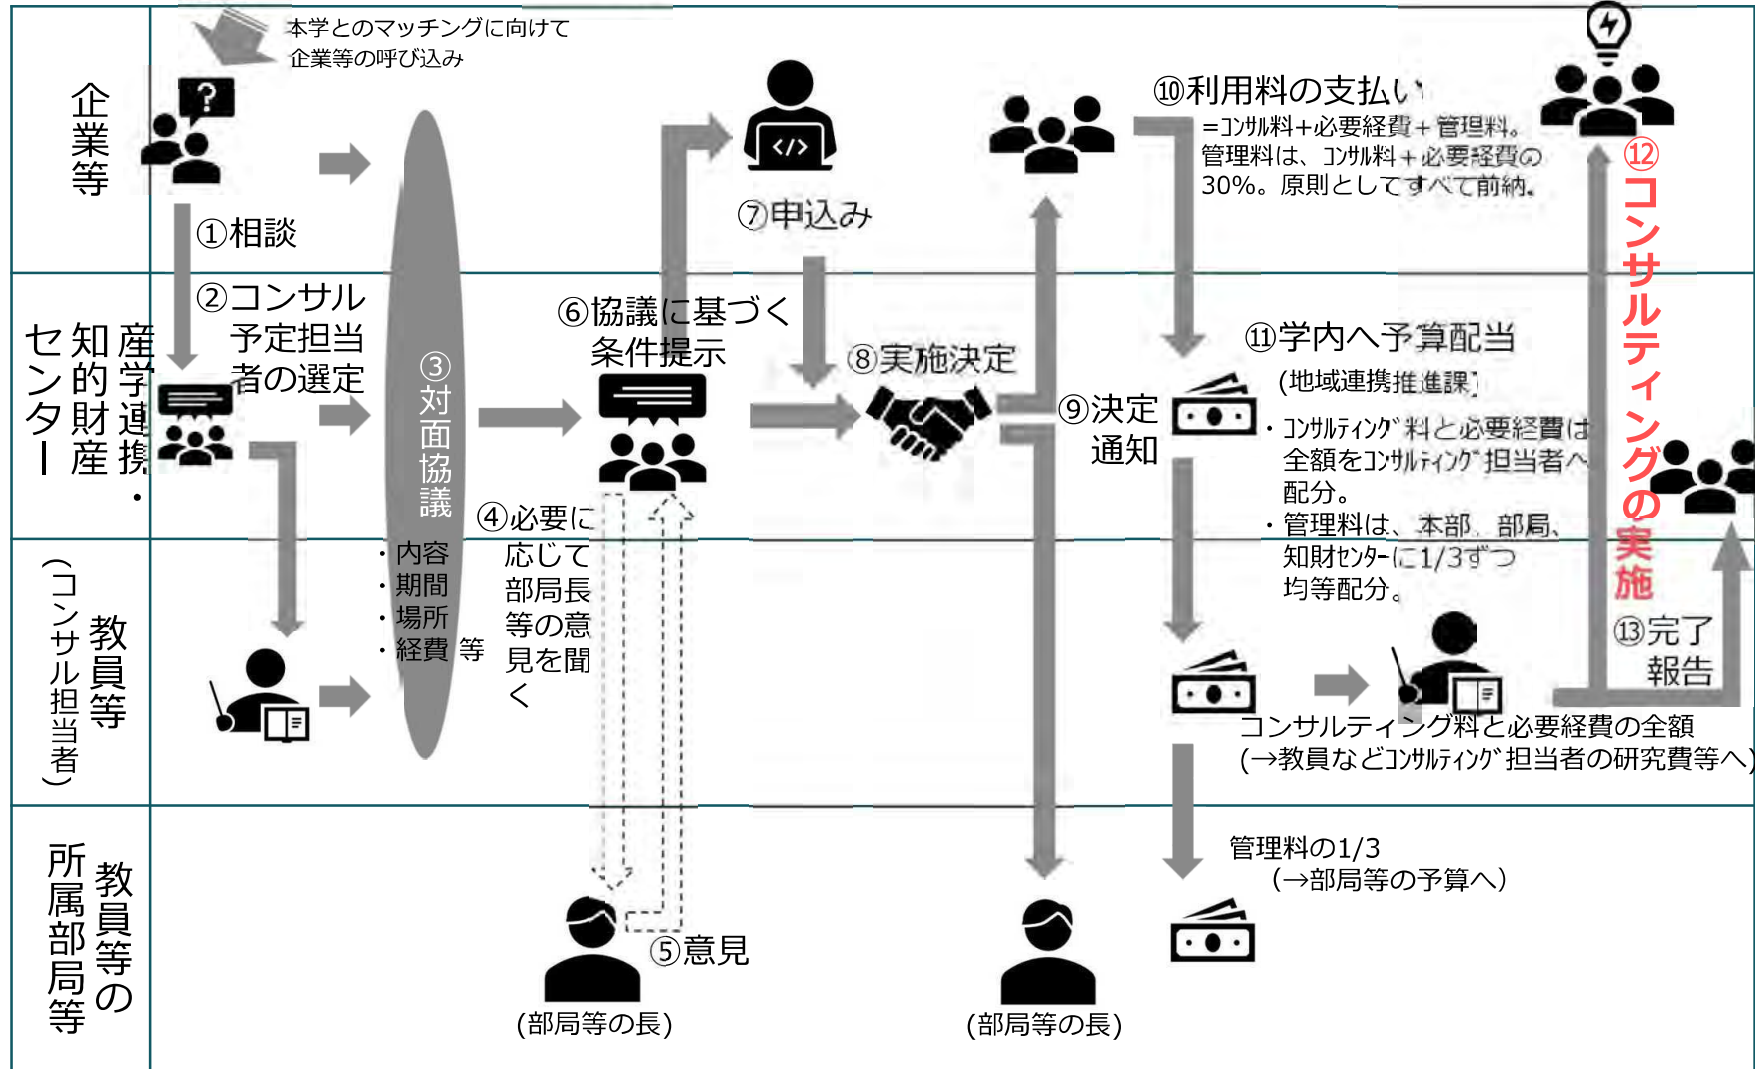 本学とのマッチングに向けて
企業等の呼び込み
企業等
①相談
⑦申込み
⑩利用料の支払い
=コンサル料+必要経費+管理料。
管理料は、コンサル料+必要経費の
30%。原則としてすべて前納。
産学連携・
知的財産
センター
②コンサル
予定担当
者の選定
③対面協議
・内容
・期間
・場所
・経費 等
⑥協議に基づく
条件提示
④必要に
応じて
部局長
等の意
見を聞
く
⑧実施決定
⑨決定
通知
⑪学内へ予算配当
(地域連携推進課)
・コンサルティング料と必要経費は
全額をコンサルティング担当者へ
配分。
・管理料は、本部、部局、
知財センターに1/3ずつ
均等配分。
⑫コンサルティングの実施
教員等
(コンサル担当者)
⑬完了
報告
コンサルティング料と必要経費の全額
(→教員などコンサルティング担当者の研究費等へ)
教員等の
所属部局等
⑤意見
(部局等の長)
(部局等の長)
管理料の1/3
(→部局等の予算へ)